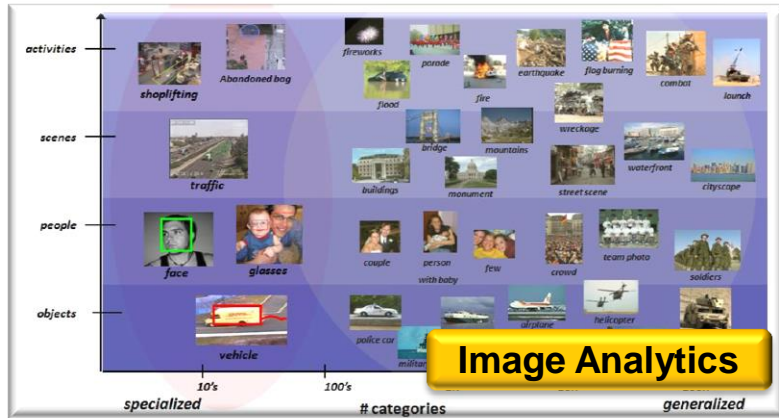 activities
shoplifting
Abandoned bag
fireworks
parade
earthquake
flag burning
combat
launch
flood
fire
wreckage
scenes
traffic
bridge
mountains
waterfront
buildings
monument
street scene
cityscape
people
face
glasses
couple
person
with baby
few
crowd
team photo
soldiers
objects
vehicle
police car
airplane
helicopter
Image Analytics
10's
100's
specialized
# categories
generalized